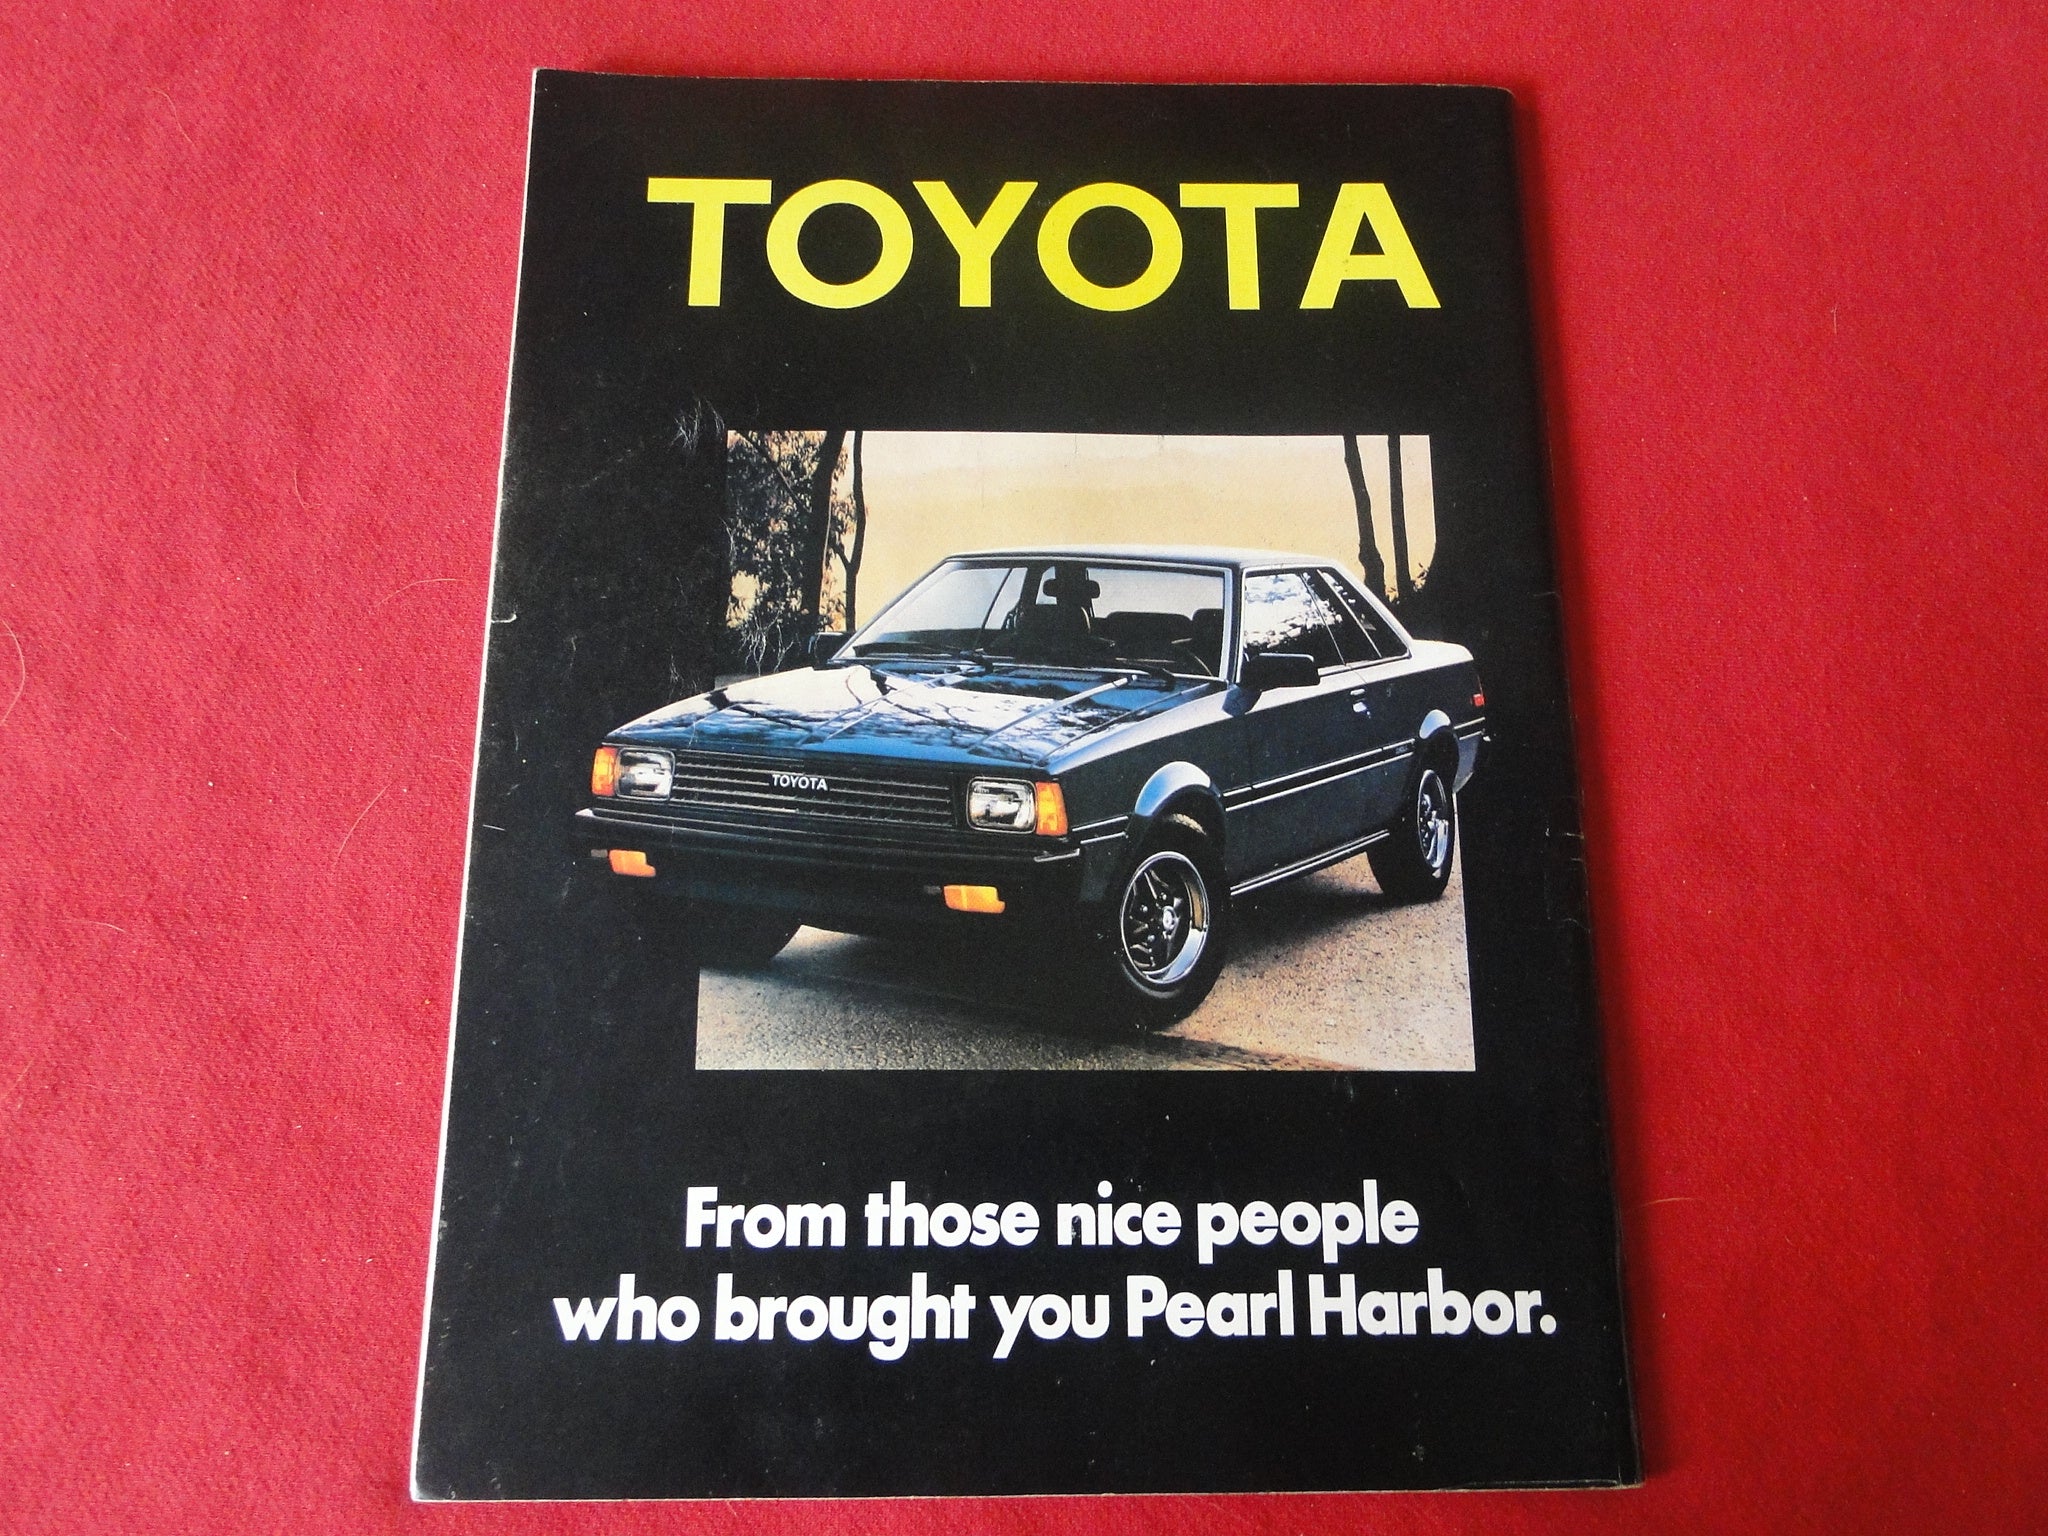 TOYOTA
TOYOTA
From those nice people
who brought you Pearl Harbor.